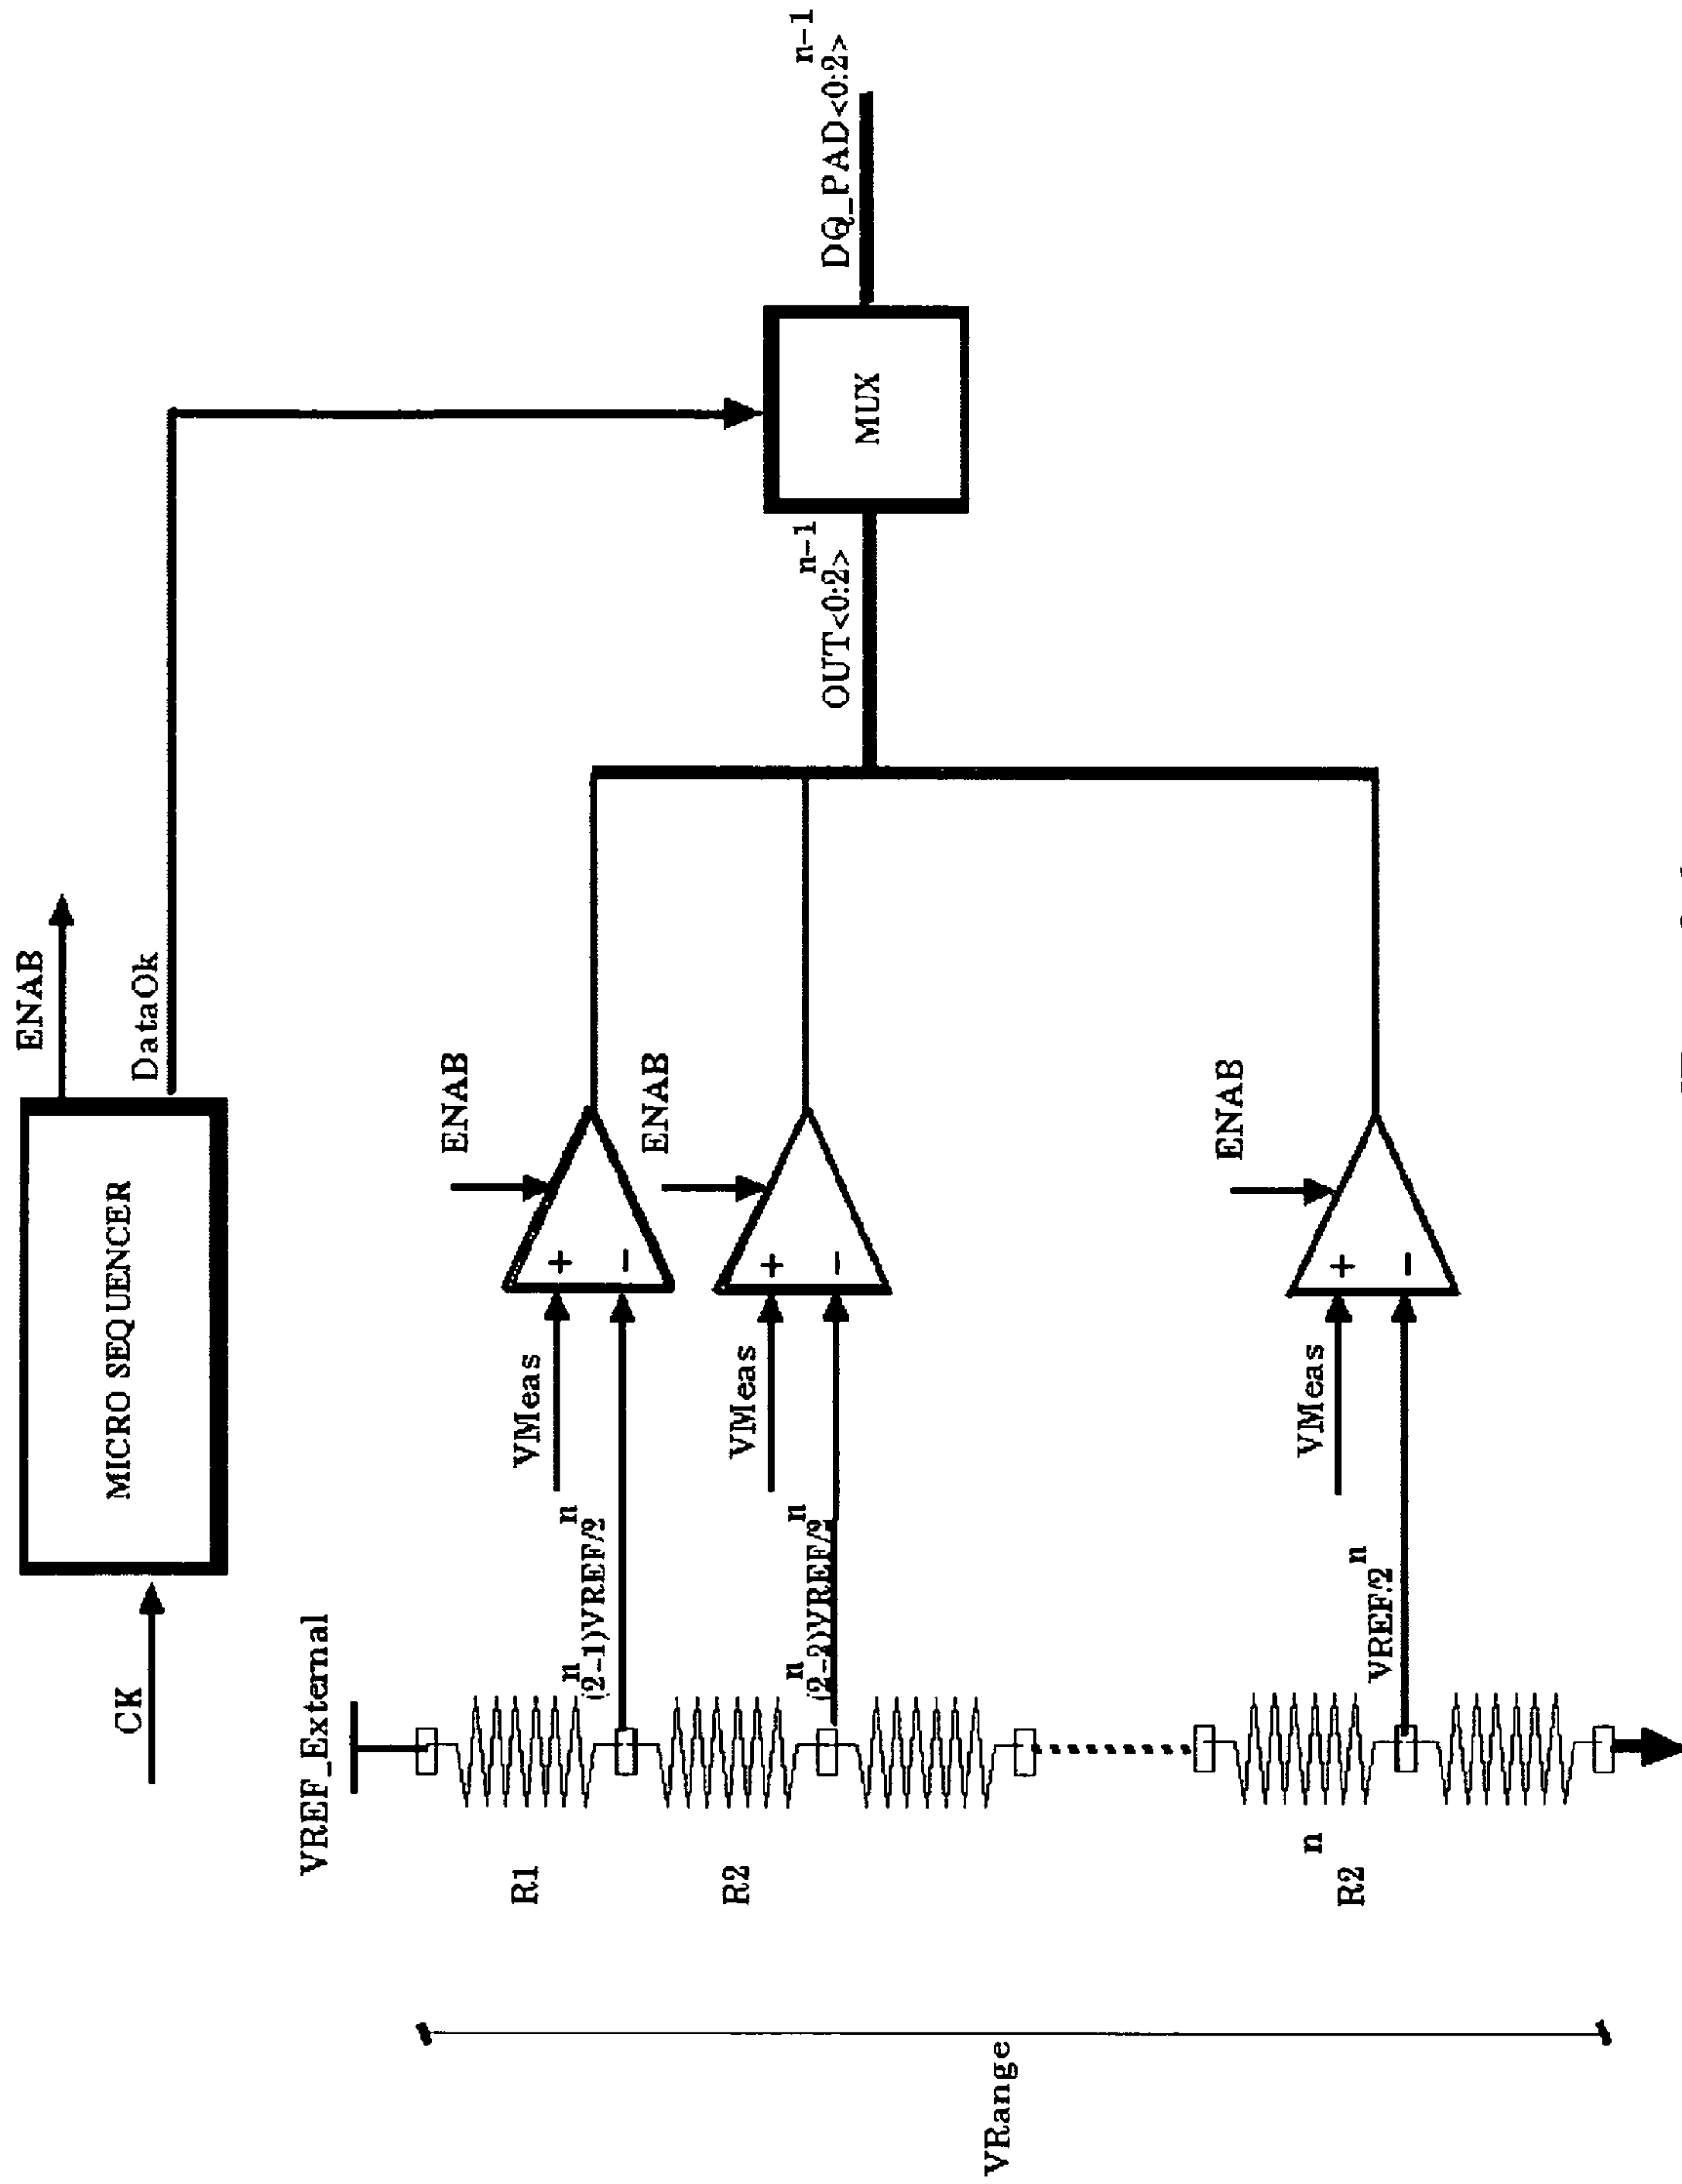 CK
MICRO SEQUENCER
ENAB
DataOk
VREF_External
R1
n n
(2-1)VREF/2
VMeas
+
-
ENAB
R2
n n
(2-2)VREF/2
VMeas
+
-
ENAB
n
R2
n
VREF/2
VMeas
+
-
ENAB
VRange
n-1
OUT<0:2>
MUX
n-1
DQ_PAD<0:2>